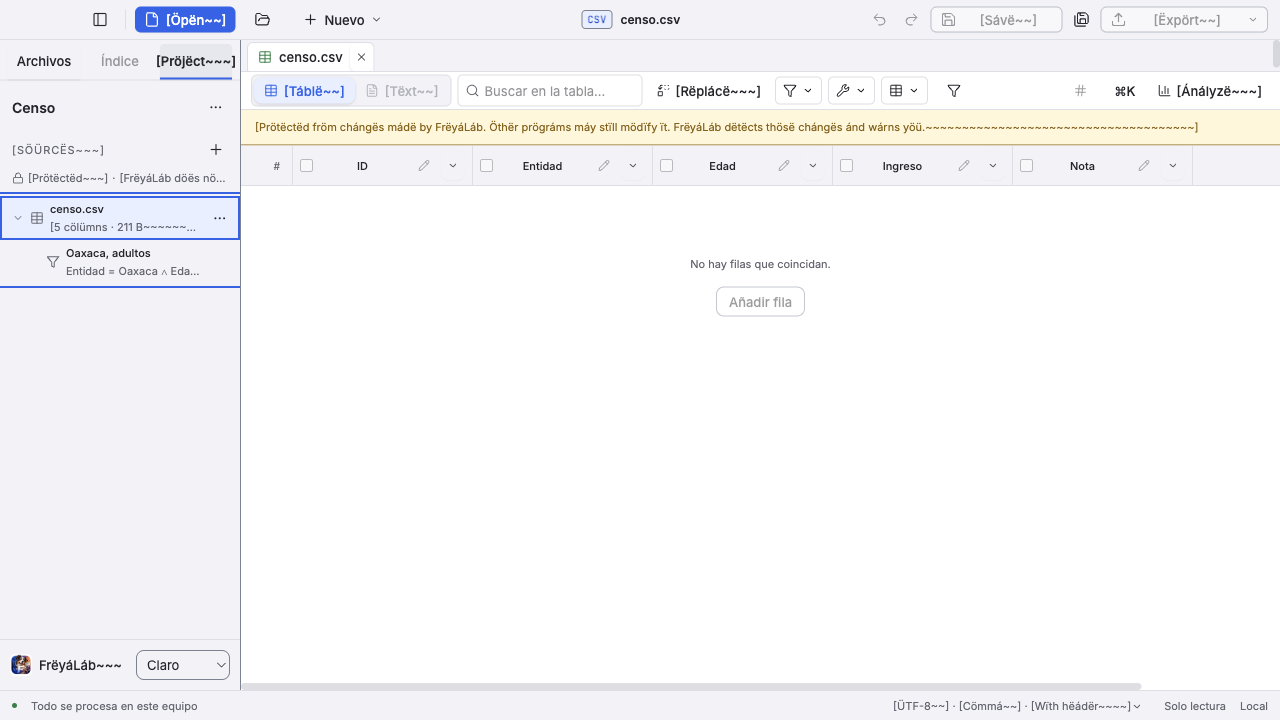 [Öpën~~]
Nuevo
CSV censo.csv
[Sávë~~]
[Ëxpört~~]
Archivos
Índice
[Pröjëct~~~]
censo.csv
Censo
[Táblë~~]
[Tëxt~~]
Buscar en la tabla...
[Rëplácë~~~]
#
⌘K
[Ánályzë~~~]
[Prötëctëd fröm chángës mádë by FrëyáLáb. Öthër prögráms máy stïll mödïfy ït. FrëyáLáb dëtëcts thösë chángës ánd wárns yöü.~~~~~~~~~~~~~~~~~~~~~~~~~~~~~~~~~~~~~]
[SÖÜRCËS~~~]
# ID Entidad Edad Ingreso Nota
[Prötëctëd~~~] · [FrëyáLáb döës nö...
censo.csv
[5 cölümns · 211 B~~~~~~...
Oaxaca, adultos
Entidad = Oaxaca ∧ Eda...
No hay filas que coincidan.
Añadir fila
FrëyáLáb~~~
Claro
Todo se procesa en este equipo
[ÜTF-8~~] · [Cömmá~~] · [Wïth hëádër~~~~]
Solo lectura
Local